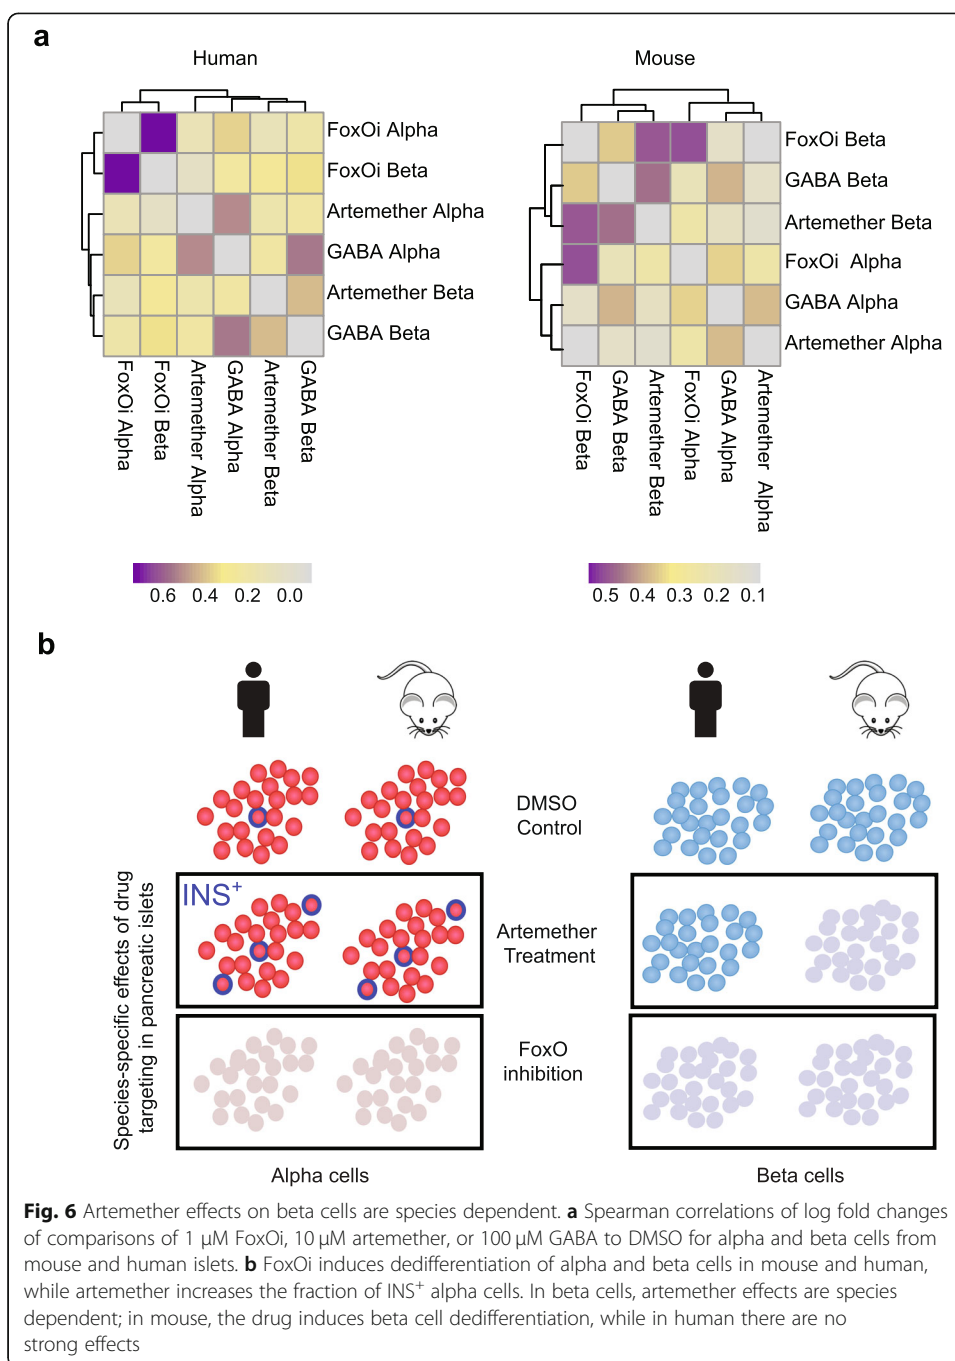 a
Human
Mouse
FoxOi Alpha
FoxOi Beta
Artemether Alpha
GABA Alpha
Artemether Beta
GABA Beta
FoxOi Alpha
FoxOi Beta
Artemether Alpha
GABA Alpha
Artemether Beta
GABA Beta
0.6 0.4 0.2 0.0
FoxOi Beta
GABA Beta
Artemether Beta
FoxOi Alpha
GABA Alpha
Artemether Alpha
FoxOi Beta
GABA Beta
Artemether Beta
FoxOi Alpha
GABA Alpha
Artemether Alpha
0.5 0.4 0.3 0.2 0.1
b
Species-specific effects of drug
targeting in pancreatic islets
DMSO
Control
INS⁺
Artemether
Treatment
FoxO
inhibition
Alpha cells
Beta cells
Fig. 6 Artemether effects on beta cells are species dependent. a Spearman correlations of log fold changes
of comparisons of 1 μM FoxOi, 10 μM artemether, or 100 μM GABA to DMSO for alpha and beta cells from
mouse and human islets. b FoxOi induces dedifferentiation of alpha and beta cells in mouse and human,
while artemether increases the fraction of INS⁺ alpha cells. In beta cells, artemether effects are species
dependent; in mouse, the drug induces beta cell dedifferentiation, while in human there are no
strong effects